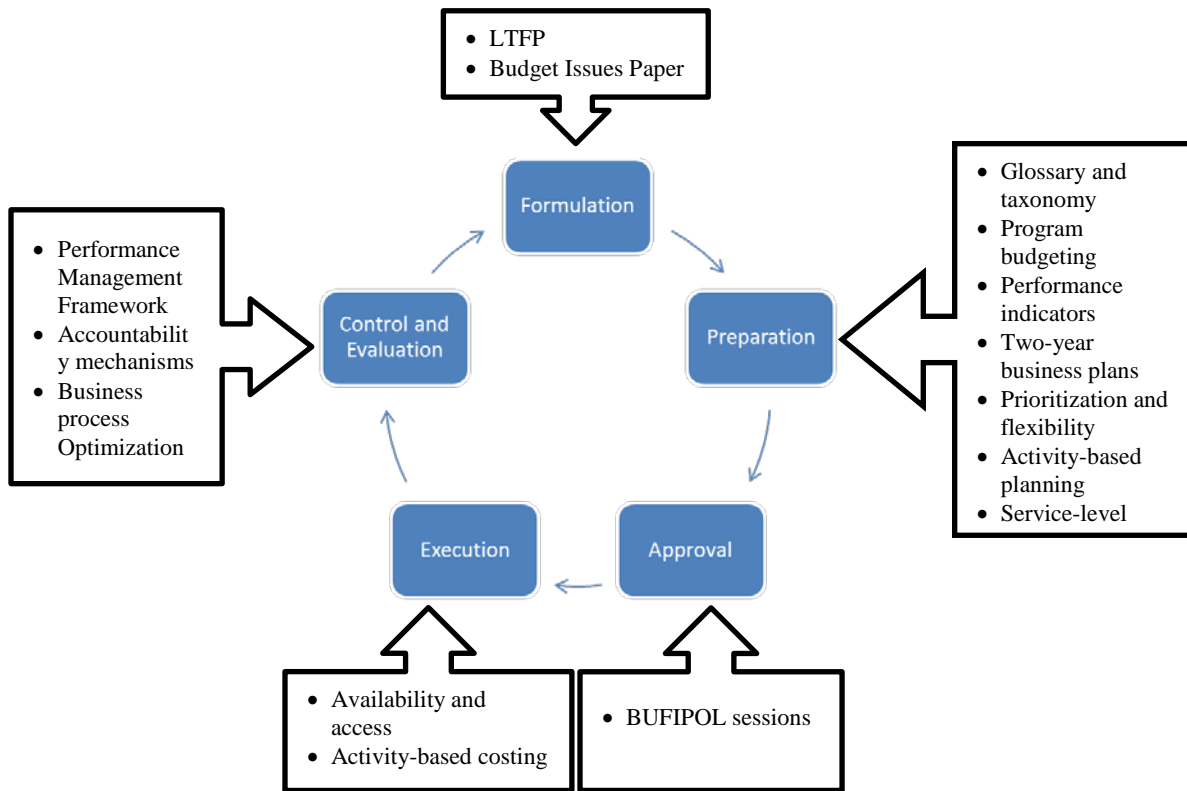 • LTFP
• Budget Issues Paper
Formulation
• Glossary and
taxonomy
• Program
budgeting
• Performance
indicators
• Two-year
business plans
• Prioritization and
flexibility
• Activity-based
planning
• Service-level
• Performance
Management
Framework
• Accountabilit
y mechanisms
• Business
process
Optimization
Control and
Evaluation
Preparation
Execution
Approval
• Availability and
access
• Activity-based costing
• BUFIPOL sessions